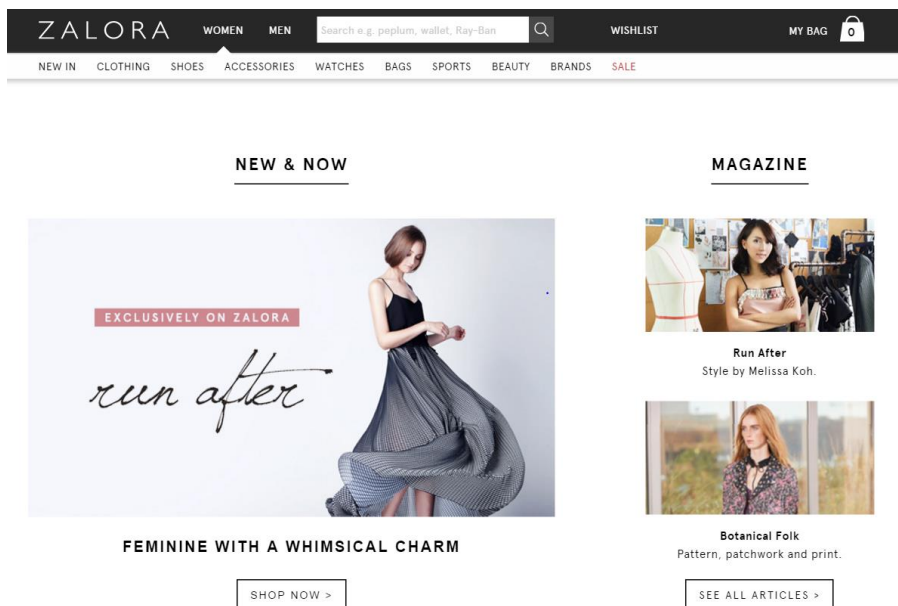 ZALORA WOMEN MEN Search e.g. peplum, wallet, Ray-Ban WISHLIST MY BAG 0
NEW IN CLOTHING SHOES ACCESSORIES WATCHES BAGS SPORTS BEAUTY BRANDS SALE
NEW & NOW
EXCLUSIVELY ON ZALORA
run after
FEMININE WITH A WHIMSICAL CHARM
SHOP NOW >
MAGAZINE
Run After
Style by Melissa Koh.
Botanical Folk
Pattern, patchwork and print.
SEE ALL ARTICLES >